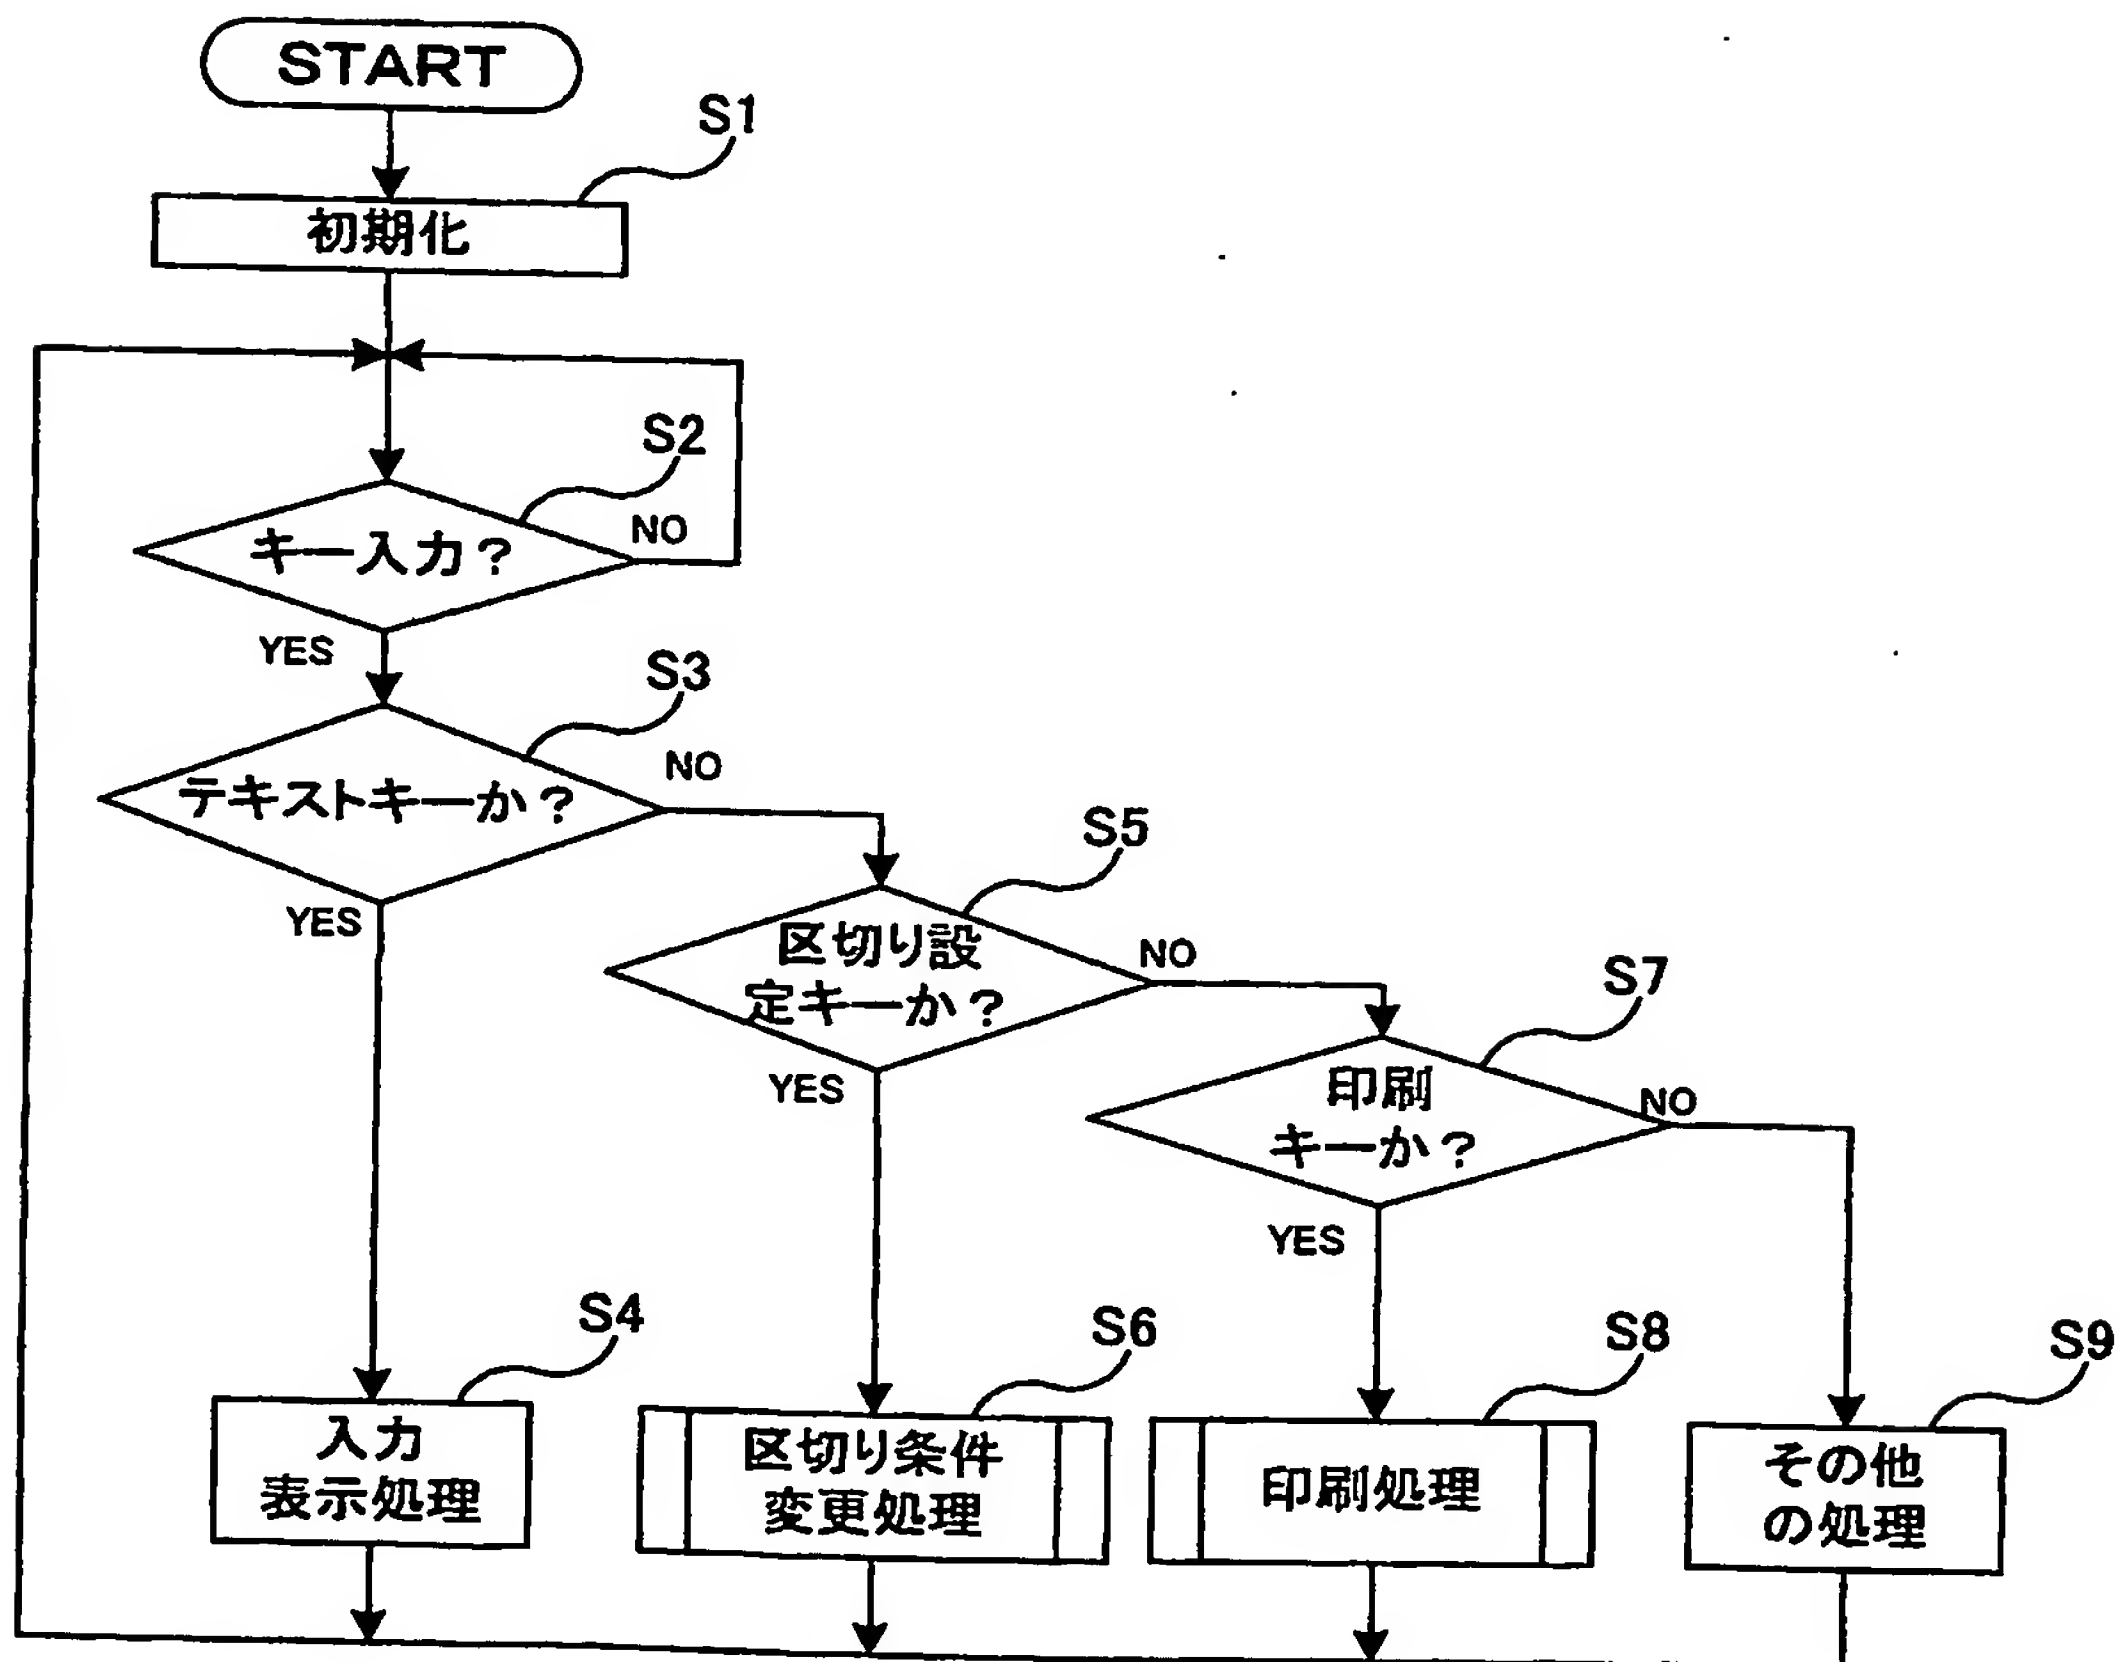 START
S1
初期化
S2
キー入力？
NO
YES
S3
テキストキーか？
NO
YES
S5
区切り設
定キーか？
NO
YES
S7
印刷
キーか？
NO
YES
S4
入力
表示処理
S6
区切り条件
変更処理
S8
印刷処理
S9
その他
の処理